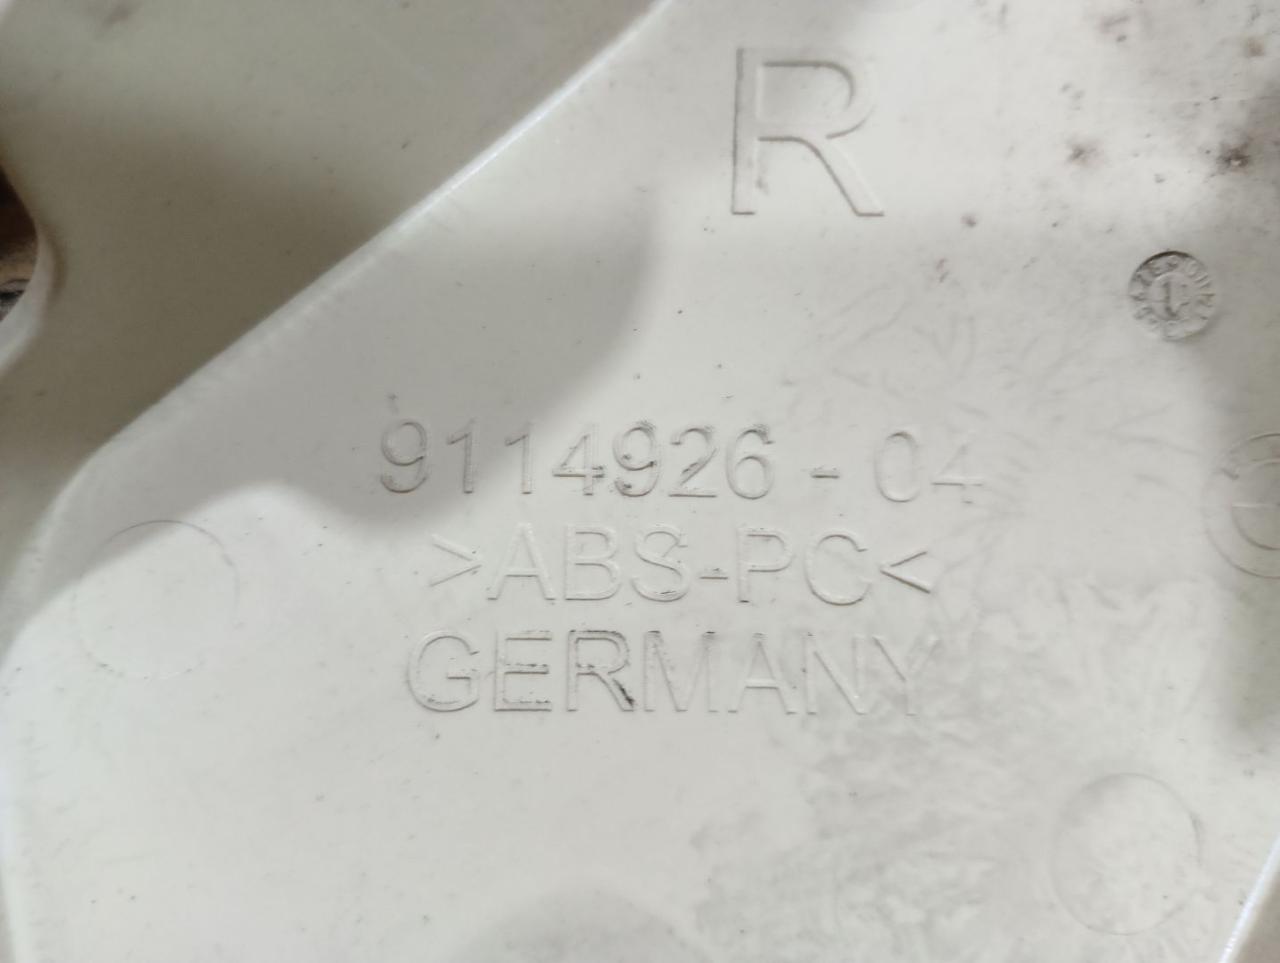 R
9114926 - 04
>ABS-PC<
GERMANY